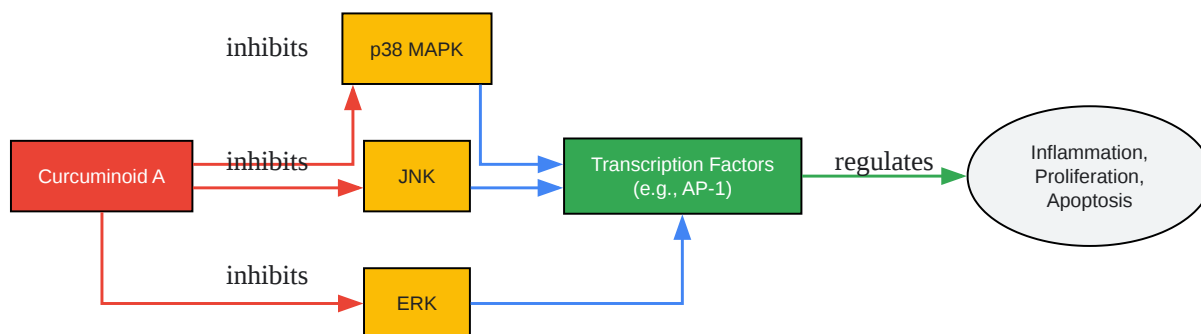 inhibits
p38 MAPK
Curcuminoid A
inhibits
JNK
Transcription Factors
(e.g., AP-1)
regulates
Inflammation,
Proliferation,
Apoptosis
inhibits
ERK